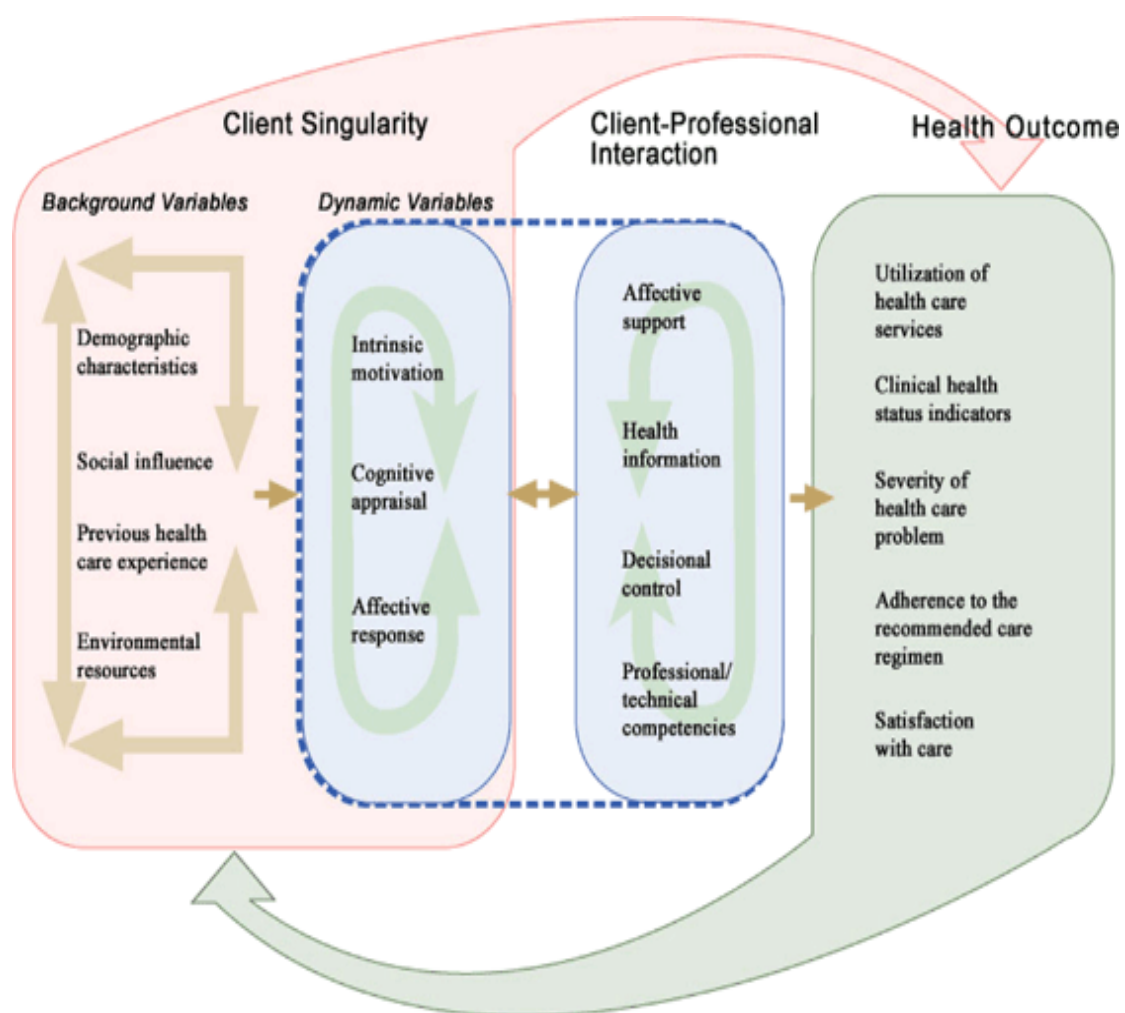 Client Singularity
Client-Professional
Interaction
Health Outcome
Background Variables
Dynamic Variables
Demographic
characteristics
Social influence
Previous health
care experience
Environmental
resources
Intrinsic
motivation
Cognitive
appraisal
Affective
response
Affective
support
Health
information
Decisional
control
Professional/
technical
competencies
Utilization of
health care
services
Clinical health
status indicators
Severity of
health care
problem
Adherence to the
recommended care
regimen
Satisfaction
with care